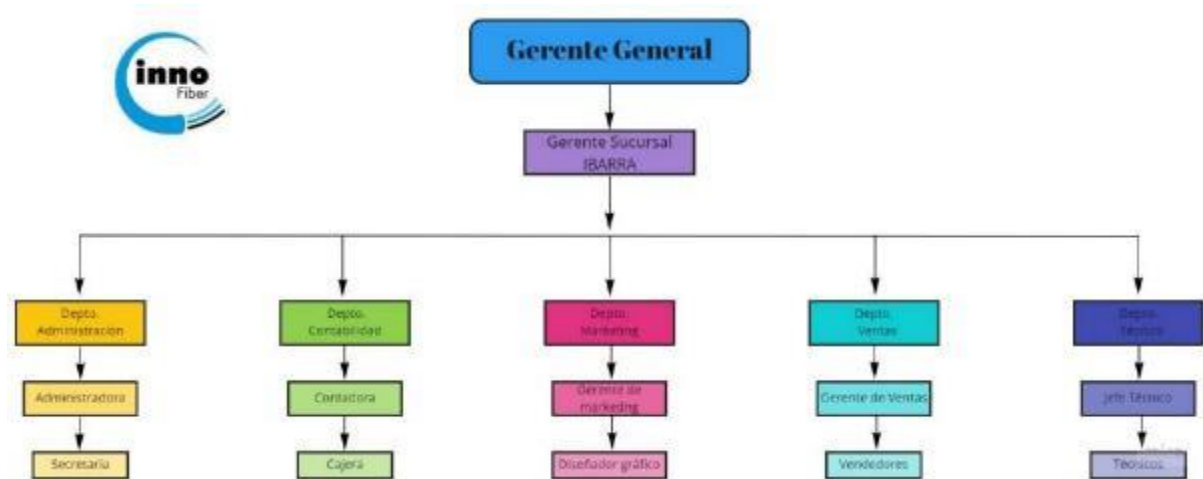 inno
Fiber
Gerente General
Gerente Sucursal
IBARRA
Depto.
Administración
Depto.
Contabilidad
Depto.
Marketing
Depto.
Ventas
Depto.
Técnico
Administradora
Contadora
Gerente de
marketing
Gerente de Ventas
Jefe Técnico
Secretaria
Cajera
Diseñador gráfico
Vendedores
Técnicos